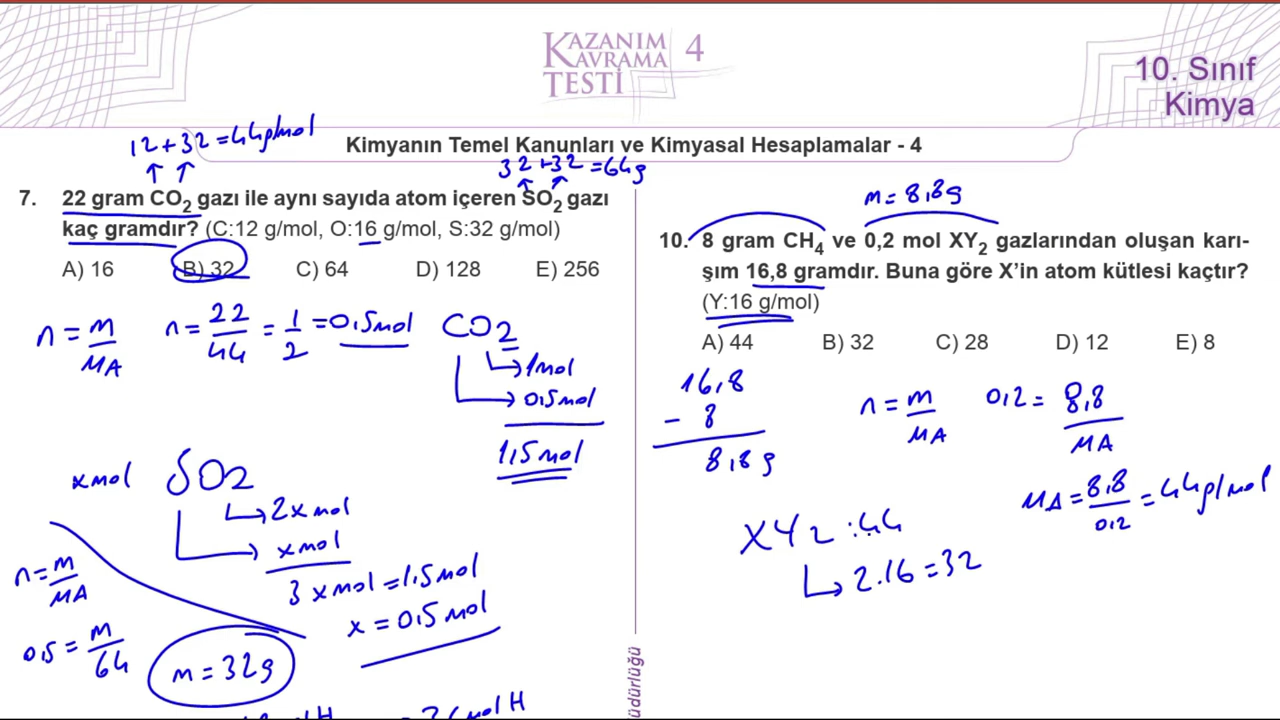 KAZANIM
KAVRAMA
TESTİ
4
10. Sınıf
Kimya
Kimyanın Temel Kanunları ve Kimyasal Hesaplamalar - 4
12+32=44g/mol
32+32=64g
7. 22 gram CO2 gazı ile aynı sayıda atom içeren SO2 gazı
kaç gramdır? (C:12 g/mol, O:16 g/mol, S:32 g/mol)
A) 16 B) 32 C) 64 D) 128 E) 256
n=m/MA n=22/44=1/2=0,5mol CO2
1mol
0,5mol
1,5mol
xmol SO2
2xmol
xmol
3xmol=1,5mol
x=0,5mol
n=m/MA
0,5=m/64
m=32g
molH
molH
m=8,8g
10. 8 gram CH4 ve 0,2 mol XY2 gazlarından oluşan karı-
şım 16,8 gramdır. Buna göre X'in atom kütlesi kaçtır?
(Y:16 g/mol)
A) 44 B) 32 C) 28 D) 12 E) 8
16,8
- 8
8,8g
n=m/MA 0,2=8,8/MA
MA=8,8/0,2=44g/mol
XY2:44
2.16=32
üdürlüğü